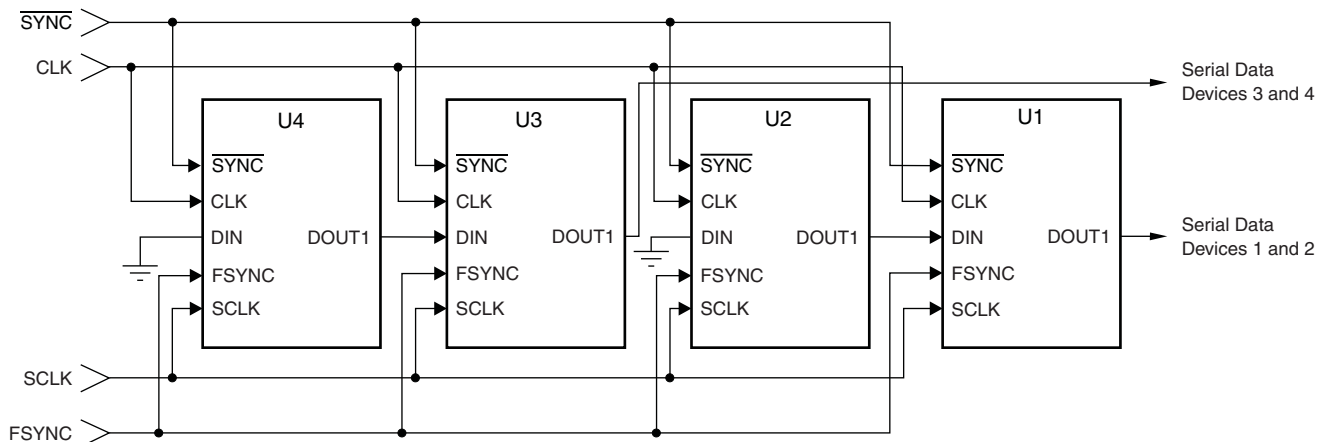 SYNC
CLK
Serial Data
Devices 3 and 4
U4
SYNC
CLK
DIN
DOUT1
FSYNC
SCLK
U3
SYNC
CLK
DIN
DOUT1
FSYNC
SCLK
U2
SYNC
CLK
DIN
DOUT1
FSYNC
SCLK
U1
SYNC
CLK
DIN
DOUT1
FSYNC
SCLK
Serial Data
Devices 1 and 2
SCLK
FSYNC